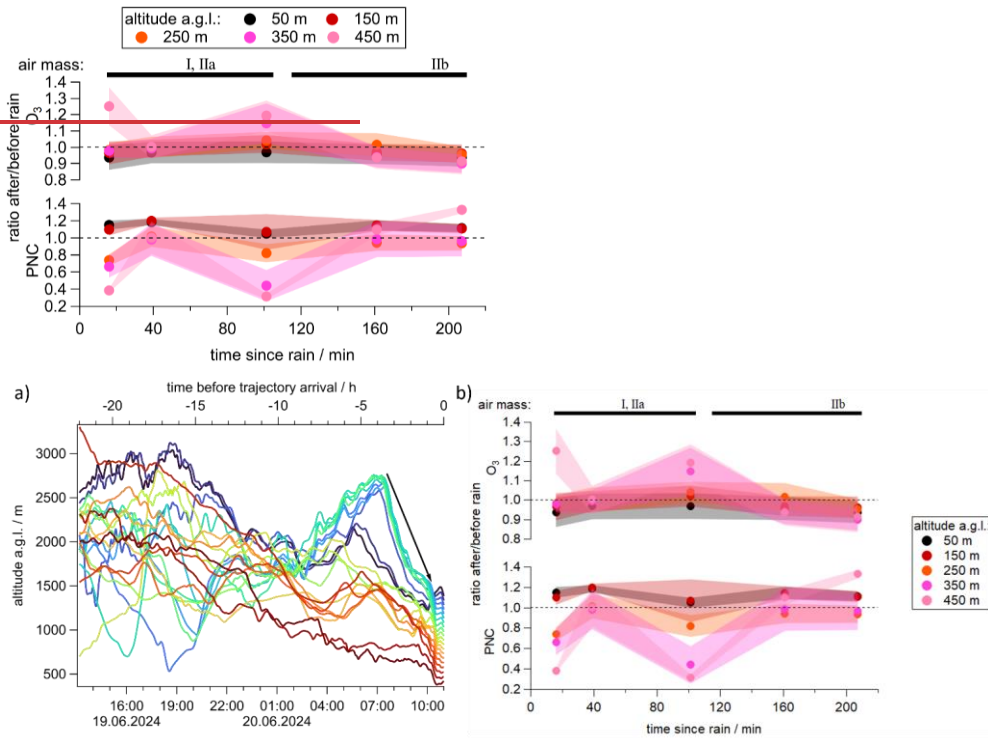 altitude a.g.l.: 50 m 150 m
250 m 350 m 450 m
air mass: I, IIa IIb
1.4
1.3
1.2
1.1
1.0
0.9
0.8
O3
1.4
1.2
1.0
0.8
0.6
0.4
0.2
PNC
ratio after/before rain
0 40 80 120 160 200
time since rain / min
a)
time before trajectory arrival / h
-20 -15 -10 -5 0
3000
2500
2000
1500
1000
500
altitude a.g.l. / m
16:00 19:00 22:00 01:00 04:00 07:00 10:00
19.06.2024 20.06.2024
b)
air mass: I, IIa IIb
1.4
1.3
1.2
1.1
1.0
0.9
0.8
O3
1.4
1.2
1.0
0.8
0.6
0.4
0.2
PNC
ratio after/before rain
0 40 80 120 160 200
time since rain / min
altitude a.g.l.:
50 m
150 m
250 m
350 m
450 m